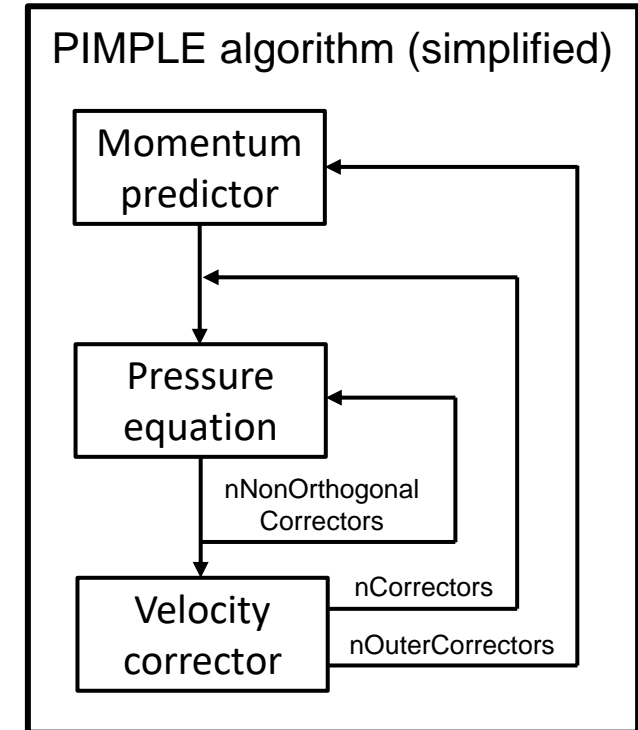 PIMPLE algorithm (simplified)
Momentum
predictor
Pressure
equation
nNonOrthogonal
Correctors
Velocity
corrector
nCorrectors
nOuterCorrectors